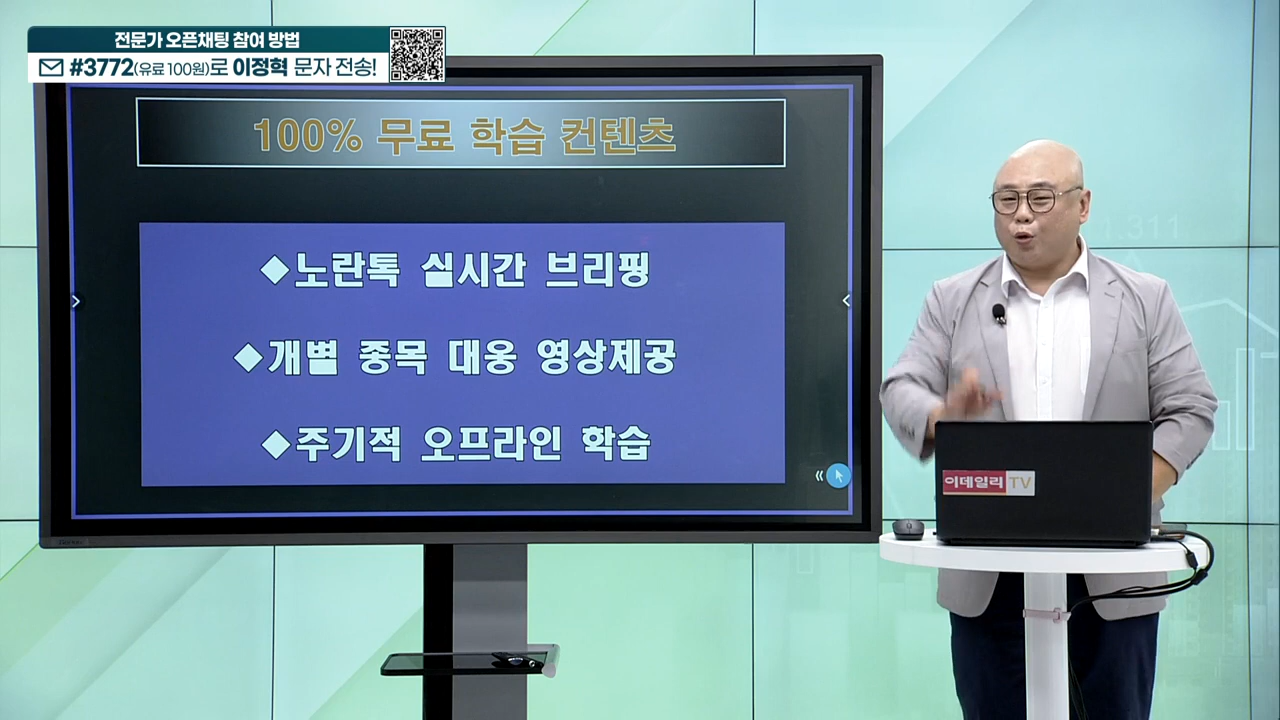 전문가 오픈채팅 참여 방법
#3772(유료 100원)로 이정혁 문자 전송!
100% 무료 학습 컨텐츠
◆노란톡 실시간 브리핑
◆개별 종목 대응 영상제공
◆주기적 오프라인 학습
이데일리TV